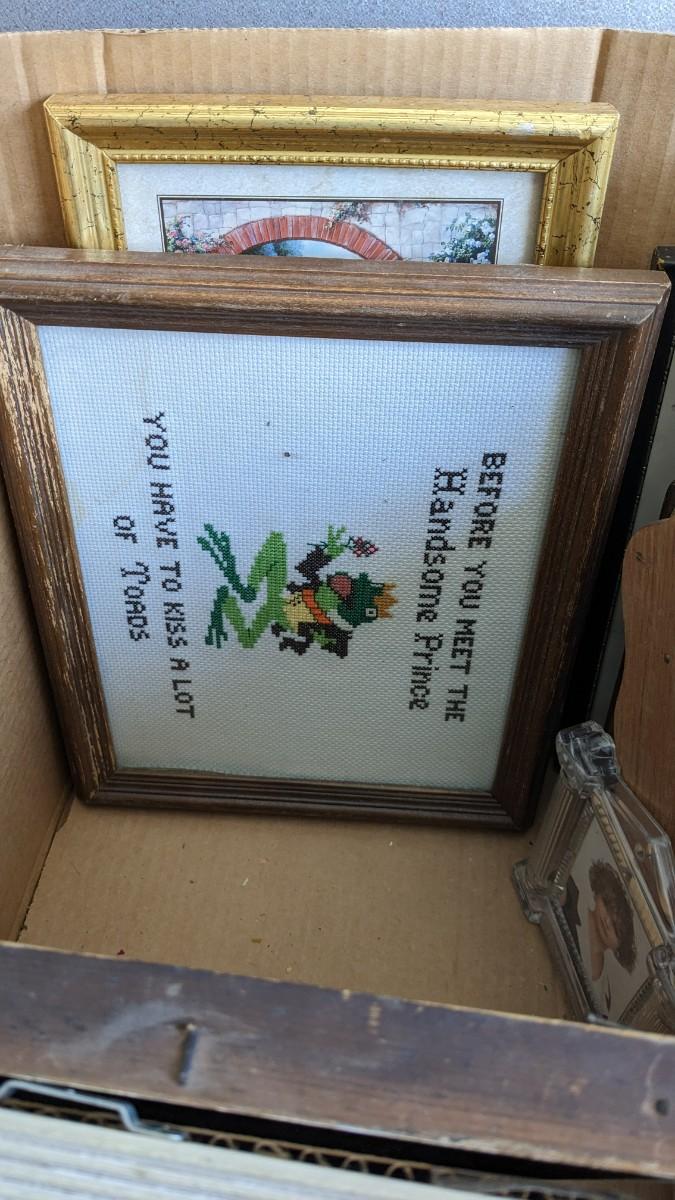 BEFORE YOU MEET THE
Handsome Prince
YOU HAVE TO KISS A LOT
OF TOADS